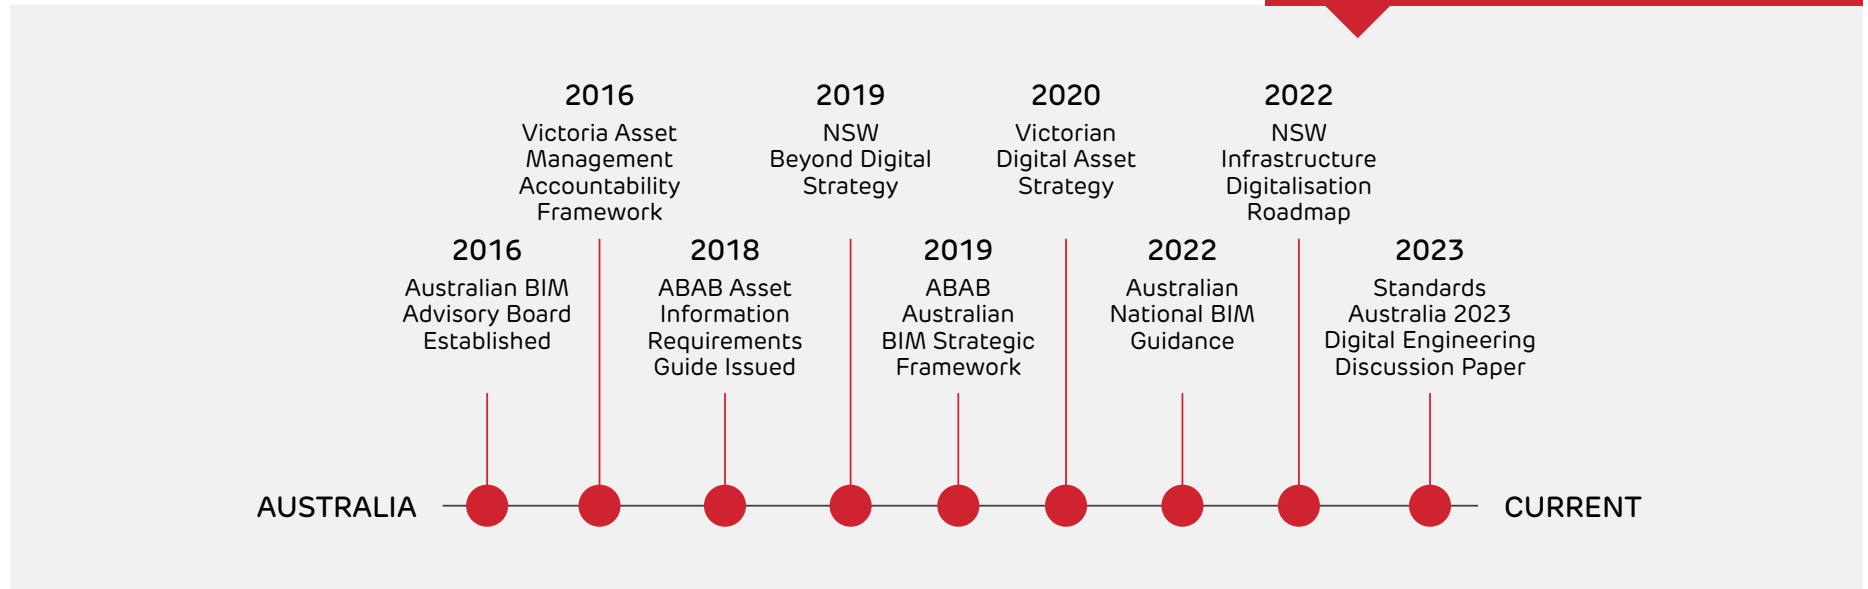 2016
Victoria Asset
Management
Accountability
Framework
2019
NSW
Beyond Digital
Strategy
2020
Victorian
Digital Asset
Strategy
2022
NSW
Infrastructure
Digitalisation
Roadmap
2016
Australian BIM
Advisory Board
Established
2018
ABAB Asset
Information
Requirements
Guide Issued
2019
ABAB
Australian
BIM Strategic
Framework
2022
Australian
National BIM
Guidance
2023
Standards
Australia 2023
Digital Engineering
Discussion Paper
AUSTRALIA
CURRENT